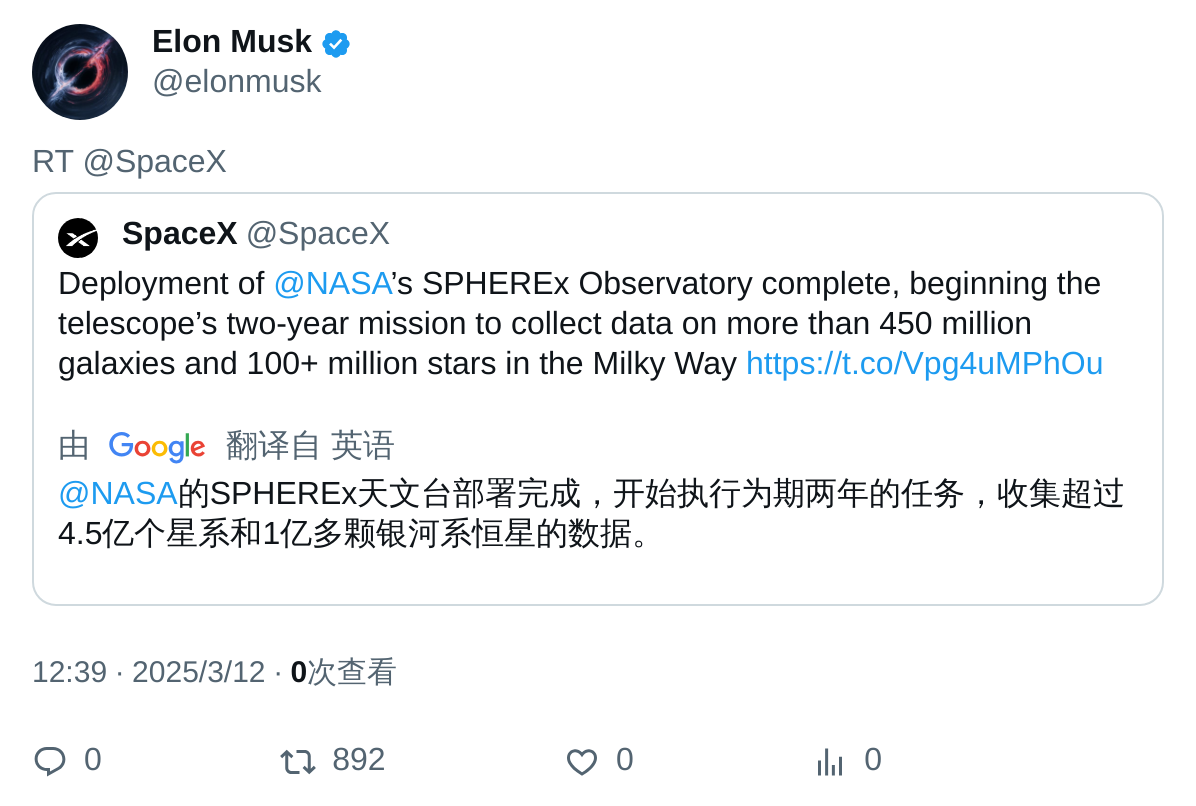 Elon Musk
@elonmusk
RT @SpaceX
SpaceX @SpaceX
Deployment of @NASA’s SPHEREx Observatory complete, beginning the
telescope’s two-year mission to collect data on more than 450 million
galaxies and 100+ million stars in the Milky Way https://t.co/Vpg4uMPhOu
由 Google 翻译自 英语
@NASA的SPHEREx天文台部署完成，开始执行为期两年的任务，收集超过
4.5亿个星系和1亿多颗银河系恒星的数据。
12:39 · 2025/3/12 · 0次查看
0 892 0 0